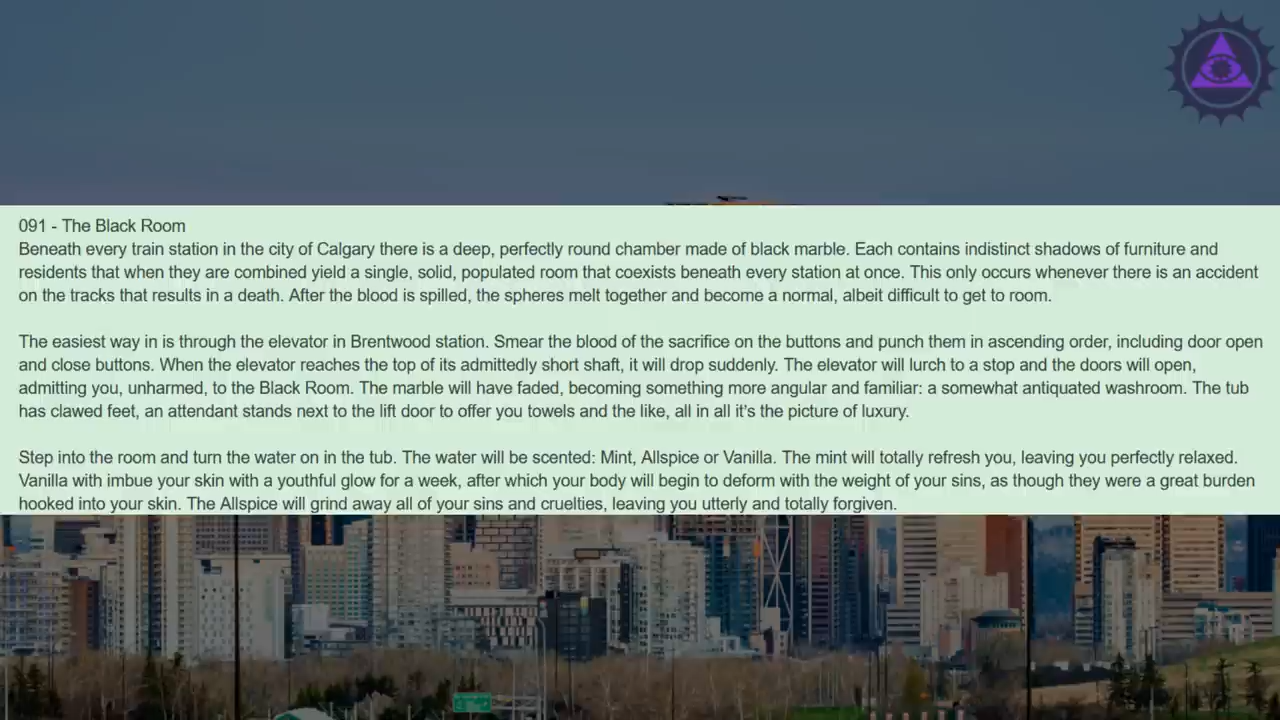 091 - The Black Room
Beneath every train station in the city of Calgary there is a deep, perfectly round chamber made of black marble. Each contains indistinct shadows of furniture and
residents that when they are combined yield a single, solid, populated room that coexists beneath every station at once. This only occurs whenever there is an accident
on the tracks that results in a death. After the blood is spilled, the spheres melt together and become a normal, albeit difficult to get to room.
The easiest way in is through the elevator in Brentwood station. Smear the blood of the sacrifice on the buttons and punch them in ascending order, including door open
and close buttons. When the elevator reaches the top of its admittedly short shaft, it will drop suddenly. The elevator will lurch to a stop and the doors will open,
admitting you, unharmed, to the Black Room. The marble will have faded, becoming something more angular and familiar: a somewhat antiquated washroom. The tub
has clawed feet, an attendant stands next to the lift door to offer you towels and the like, all in all it's the picture of luxury.
Step into the room and turn the water on in the tub. The water will be scented: Mint, Allspice or Vanilla. The mint will totally refresh you, leaving you perfectly relaxed.
Vanilla with imbue your skin with a youthful glow for a week, after which your body will begin to deform with the weight of your sins, as though they were a great burden
hooked into your skin. The Allspice will grind away all of your sins and cruelties, leaving you utterly and totally forgiven.